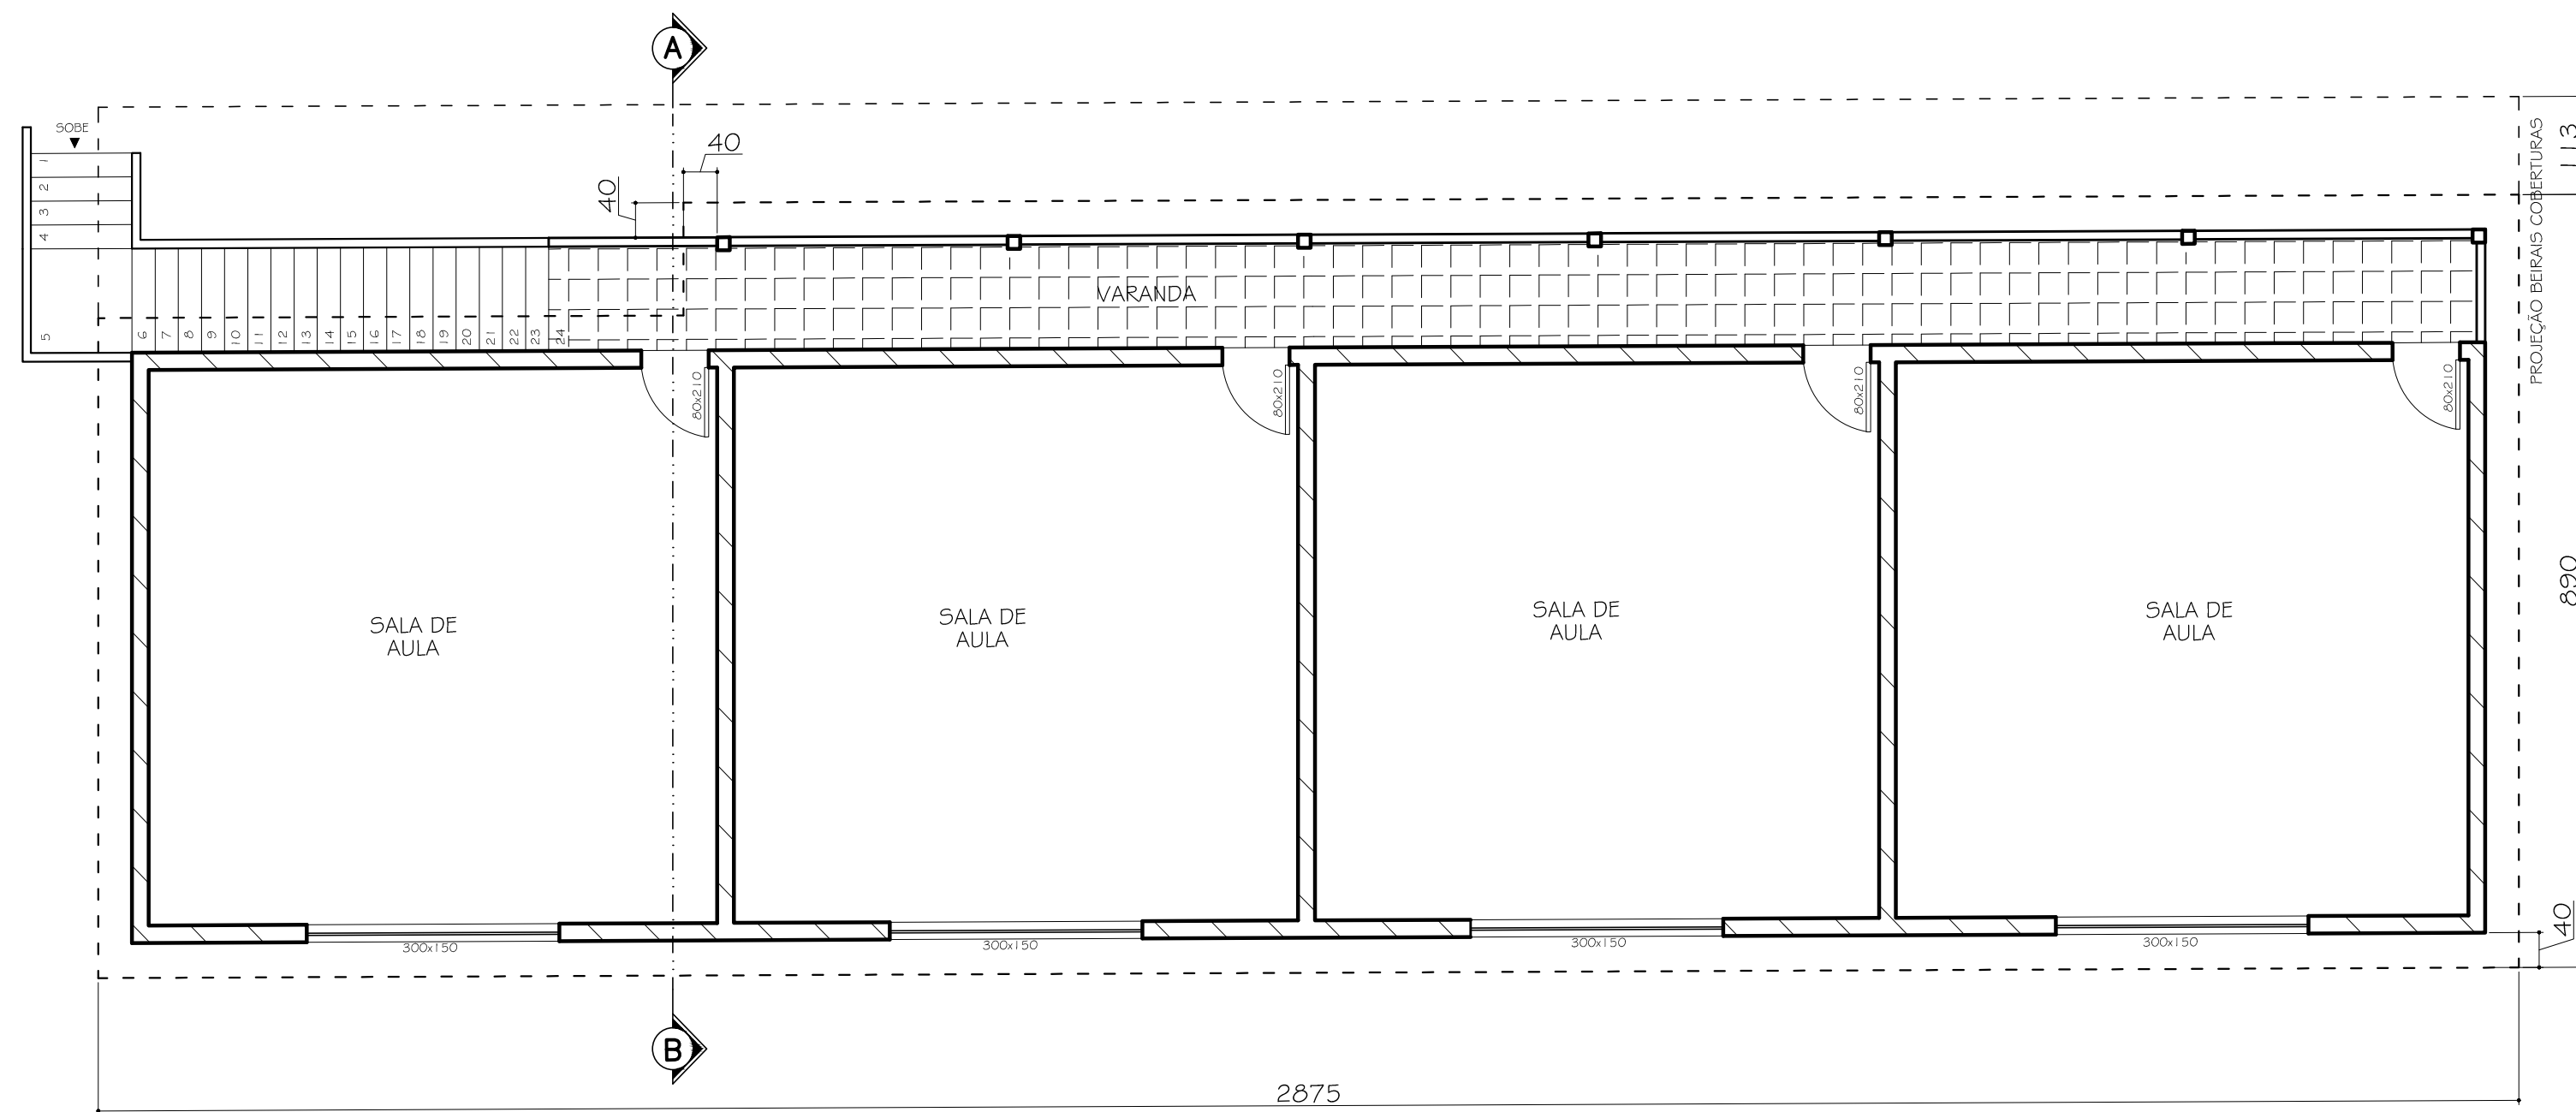 A
SOBE
40
40
113
PROJEÇÃO BEIRAIS COBERTURAS
1
2
3
4
5
6
7
8
9
10
11
12
13
14
15
16
17
18
19
20
21
22
23
24
VARANDA
80x210
80x210
80x210
80x210
890
SALA DE
AULA
SALA DE
AULA
SALA DE
AULA
SALA DE
AULA
300x150
300x150
300x150
300x150
40
B
2875